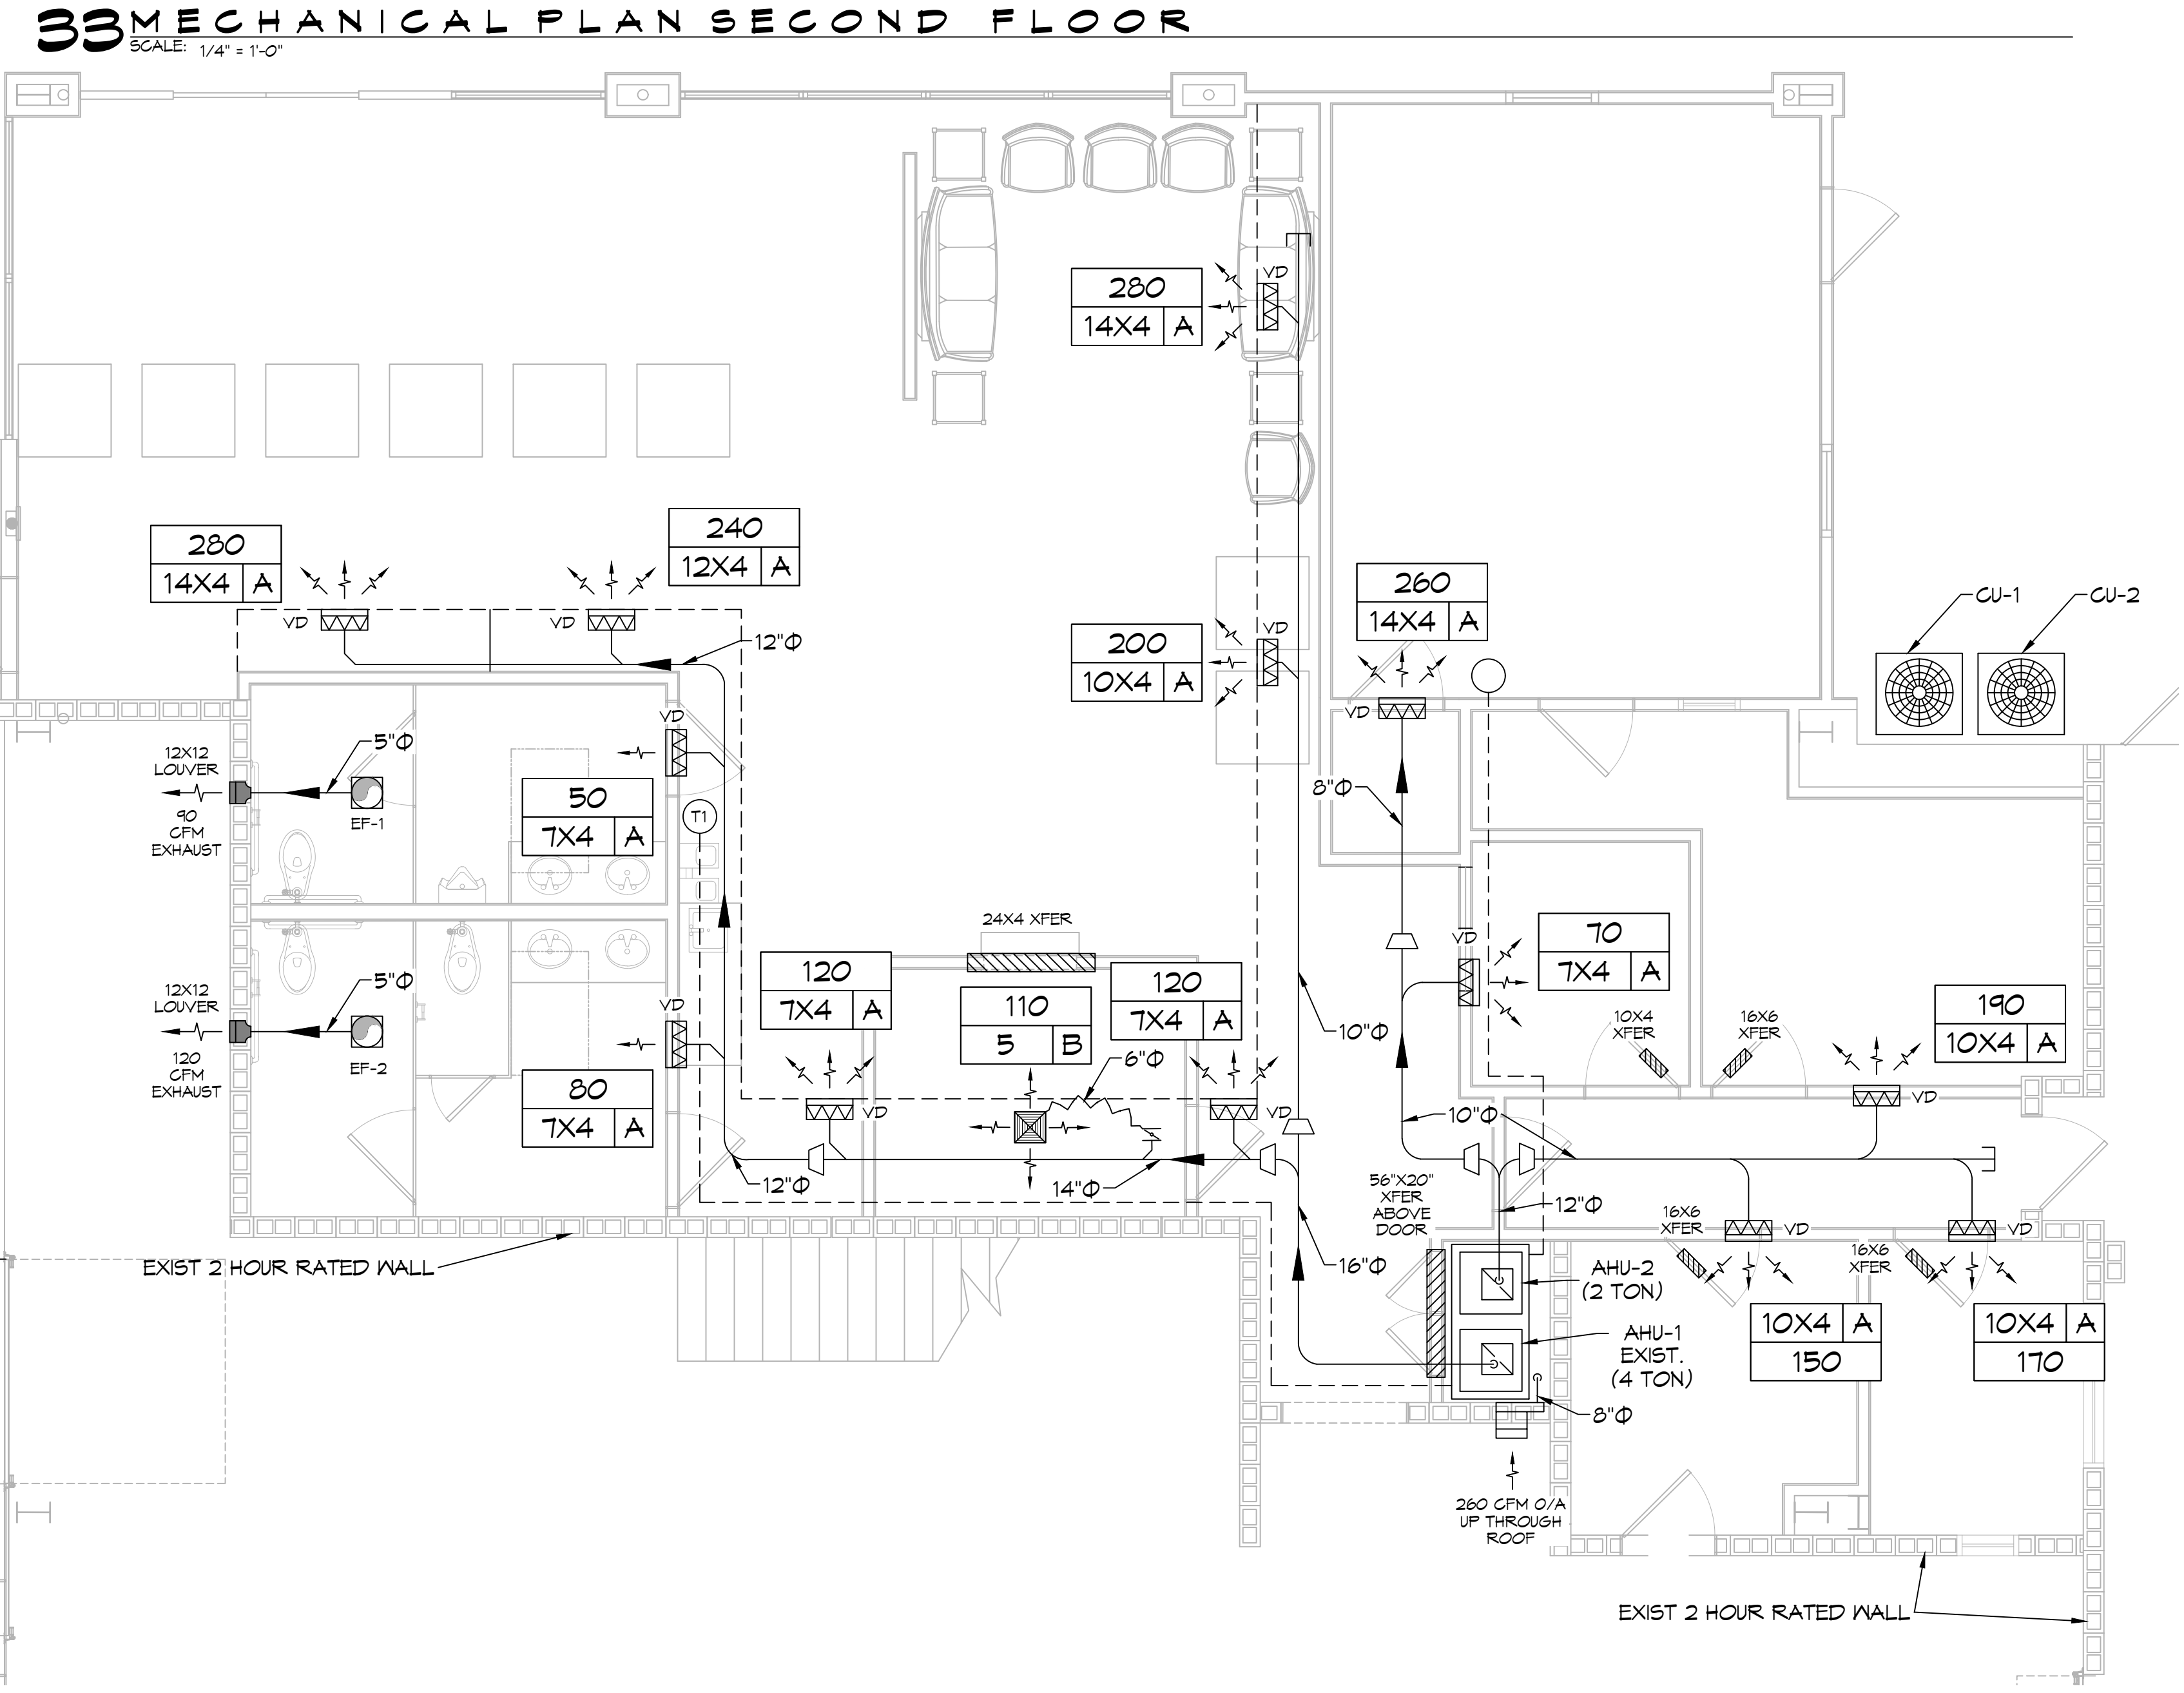 33 MECHANICAL PLAN SECOND FLOOR
SCALE: 1/4" = 1'-0"
280
14X4 A
VD
280
14X4 A
VD
240
12X4 A
VD
12"Φ
200
10X4 A
VD
260
14X4 A
VD
CU-1
CU-2
12X12
LOUVER
90
CFM
EXHAUST
5"Φ
EF-1
VD
50
7X4 A
T1
8"Φ
12X12
LOUVER
120
CFM
EXHAUST
5"Φ
EF-2
VD
80
7X4 A
24X4 XFER
120
7X4 A
VD
110
5 B
6"Φ
120
7X4 A
VD
10"Φ
VD
70
7X4 A
10X4
XFER
16X6
XFER
190
10X4 A
VD
10"Φ
12"Φ
14"Φ
56"X20"
XFER
ABOVE
DOOR
12"Φ
16X6
XFER
VD
16X6
XFER
VD
EXIST 2 HOUR RATED WALL
16"Φ
AHU-2
(2 TON)
AHU-1
EXIST.
(4 TON)
10X4 A
150
10X4 A
170
8"Φ
260 CFM O/A
UP THROUGH
ROOF
EXIST 2 HOUR RATED WALL